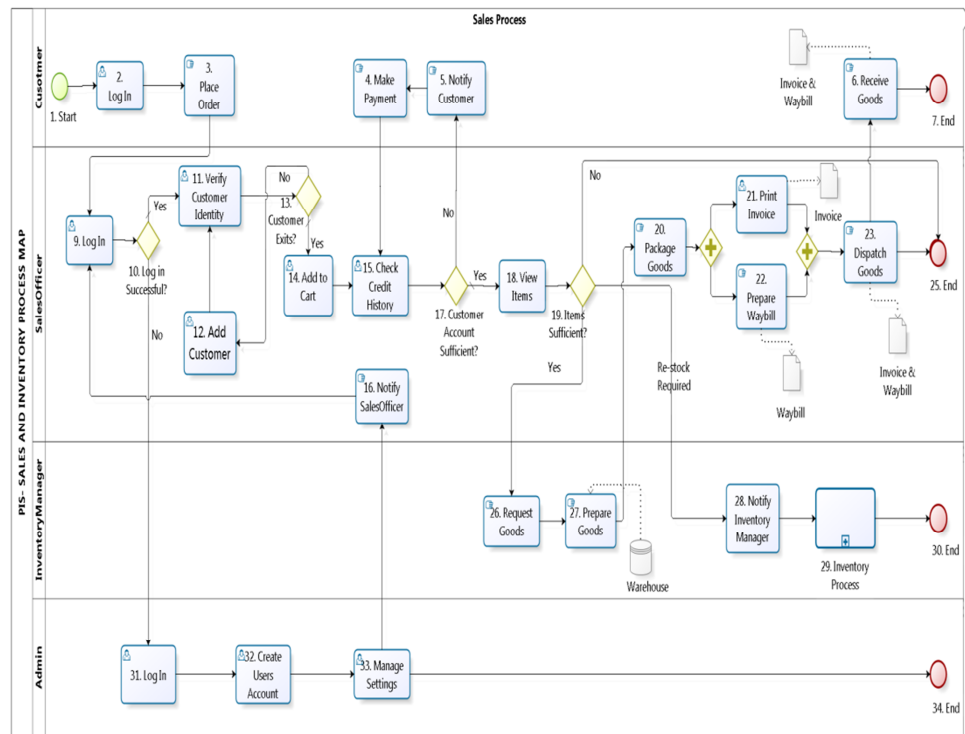 Sales Process
PIS- SALES AND INVENTORY PROCESS MAP
Cusotmer
1. Start
2.
Log In
3.
Place
Order
4. Make
Payment
5. Notify
Customer
Invoice &
Waybill
6. Receive
Goods
7. End
SalesOfficer
9. Log In
Yes
10. Log in
Successful?
No
11. Verify
Customer
Identity
12. Add
Customer
No
13.
Customer
Exits?
Yes
14. Add to
Cart
15. Check
Credit
History
16. Notify
SalesOfficer
No
Yes
17. Customer
Account
Sufficient?
18. View
Items
No
19. Items
Sufficient?
Yes
Re-stock
Required
20.
Package
Goods
21. Print
Invoice
Invoice
22.
Prepare
Waybill
Waybill
23.
Dispatch
Goods
Invoice &
Waybill
25. End
InventoryManager
26. Request
Goods
27. Prepare
Goods
Warehouse
28. Notify
Inventory
Manager
29. Inventory
Process
30. End
Admin
31. Log In
32. Create
Users
Account
33. Manage
Settings
34. End